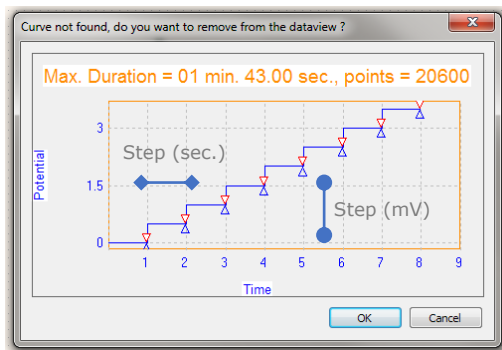 Curve not found, do you want to remove from the dataview ?
Max. Duration = 01 min. 43.00 sec., points = 20600
3
Step (sec.)
Potential
1.5
Step (mV)
0
1 2 3 4 5 6 7 8 9
Time
OK Cancel